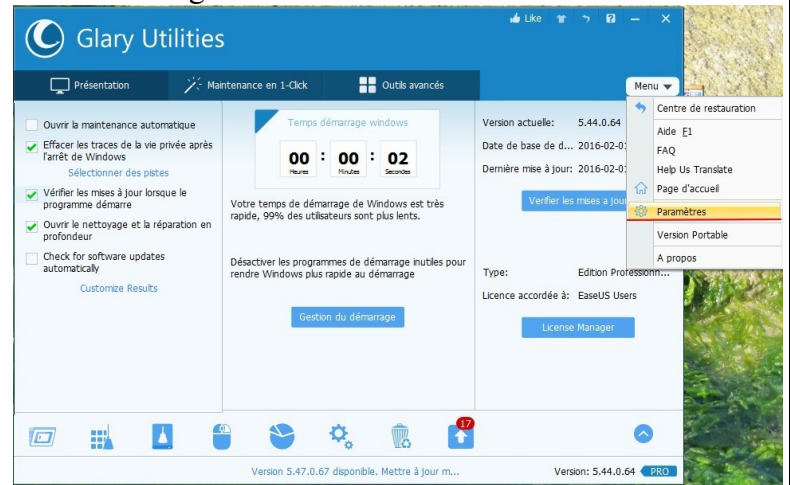 Glary Utilities
Like
Présentation
Maintenance en 1-Click
Outils avancés
Menu
Centre de restauration
Aide F1
FAQ
Help Us Translate
Page d'accueil
Paramètres
Version Portable
A propos
Ouvrir la maintenance automatique
Effacer les traces de la vie privée après
l'arrêt de Windows
Sélectionner des pistes
Vérifier les mises à jour lorsque le
programme démarre
Ouvrir le nettoyage et la réparation en
profondeur
Check for software updates
automatically
Customize Results
Temps démarrage windows
00 : 00 : 02
Heures Minutes Secondes
Votre temps de démarrage de Windows est très
rapide, 99% des utilisateurs sont plus lents.
Désactiver les programmes de démarrage inutiles pour
rendre Windows plus rapide au démarrage
Gestion du démarrage
Version actuelle: 5.44.0.64
Date de base de d... 2016-02-0
Dernière mise à jour: 2016-02-0
Verifier les mises a jour
Type: Edition Professionn...
Licence accordée à: EaseUS Users
License Manager
17
Version 5.47.0.67 disponible. Mettre à jour m...
Version: 5.44.0.64 PRO